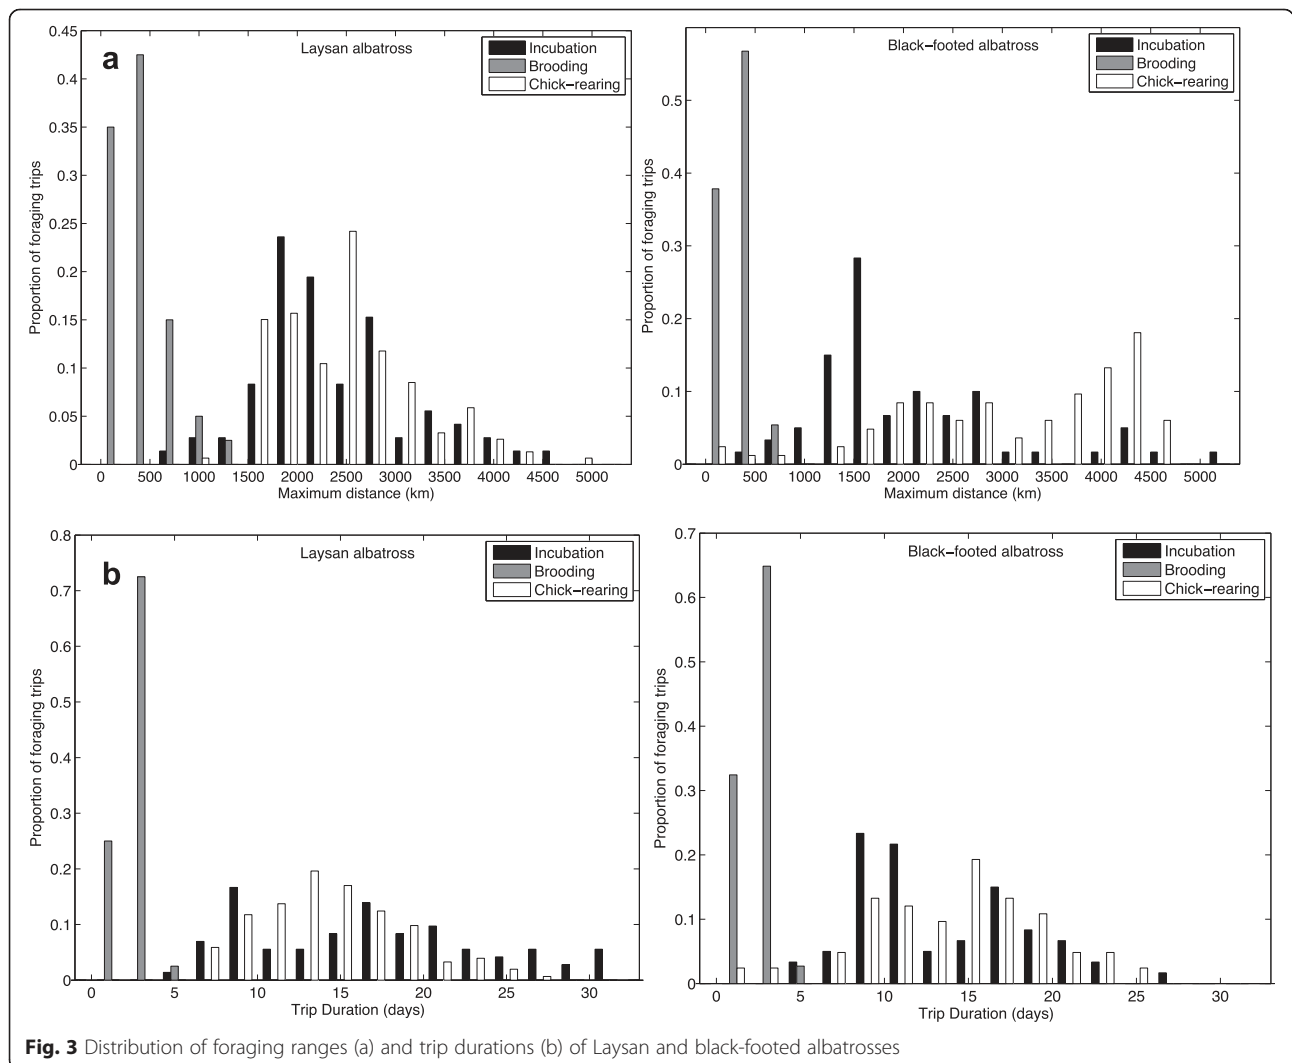 a
Laysan albatross
Incubation
Brooding
Chick−rearing
Proportion of foraging trips
0.45
0.4
0.35
0.3
0.25
0.2
0.15
0.1
0.05
0
0 500 1000 1500 2000 2500 3000 3500 4000 4500 5000
Maximum distance (km)
Black−footed albatross
Incubation
Brooding
Chick−rearing
Proportion of foraging trips
0.5
0.4
0.3
0.2
0.1
0
0 500 1000 1500 2000 2500 3000 3500 4000 4500 5000
Maximum distance (km)
b
Laysan albatross
Incubation
Brooding
Chick−rearing
Proportion of foraging trips
0.8
0.7
0.6
0.5
0.4
0.3
0.2
0.1
0
0 5 10 15 20 25 30
Trip Duration (days)
Black−footed albatross
Incubation
Brooding
Chick−rearing
Proportion of foraging trips
0.7
0.6
0.5
0.4
0.3
0.2
0.1
0
0 5 10 15 20 25 30
Trip Duration (days)
Fig. 3 Distribution of foraging ranges (a) and trip durations (b) of Laysan and black-footed albatrosses